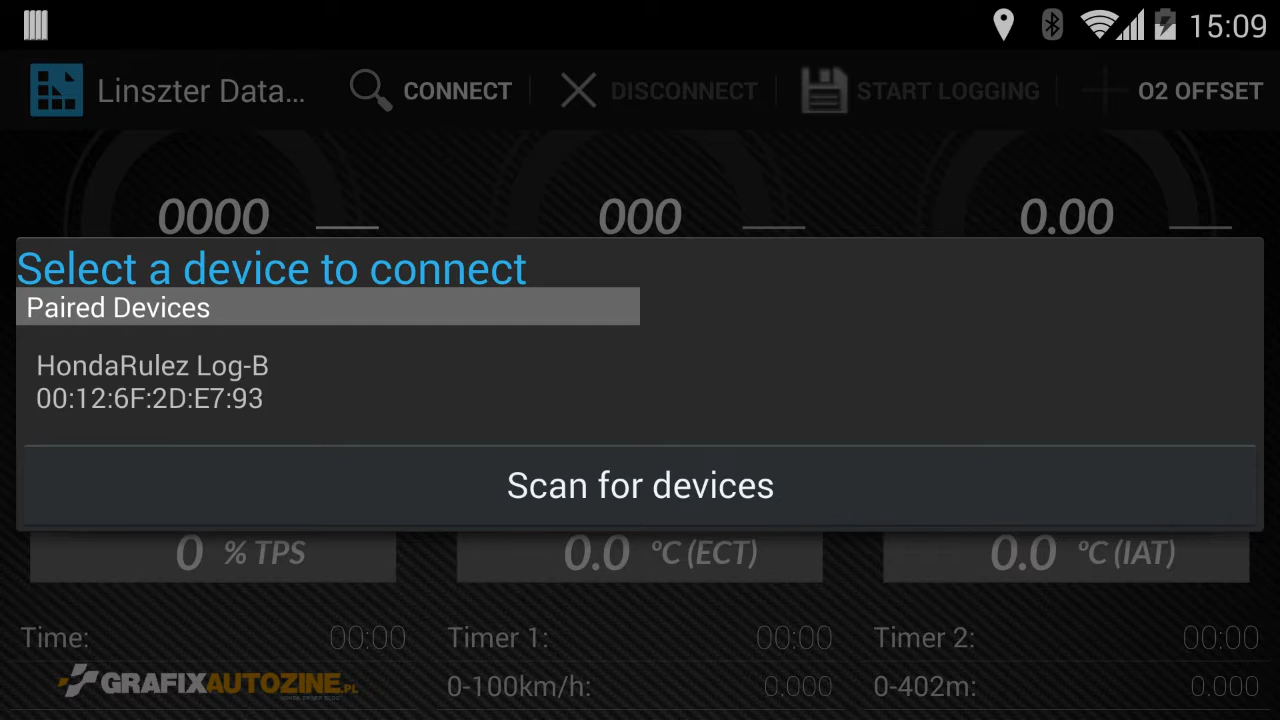 15:09
Linszter Data...
CONNECT
DISCONNECT
START LOGGING
O2 OFFSET
0000
000
0.00
Select a device to connect
Paired Devices
HondaRulez Log-B
00:12:6F:2D:E7:93
Scan for devices
0 % TPS
0.0 °C (ECT)
0.0 °C (IAT)
Time: 00:00
Timer 1: 00:00
Timer 2: 00:00
GRAFIXAUTOZINE.PL
0-100km/h: 0.000
0-402m: 0.000